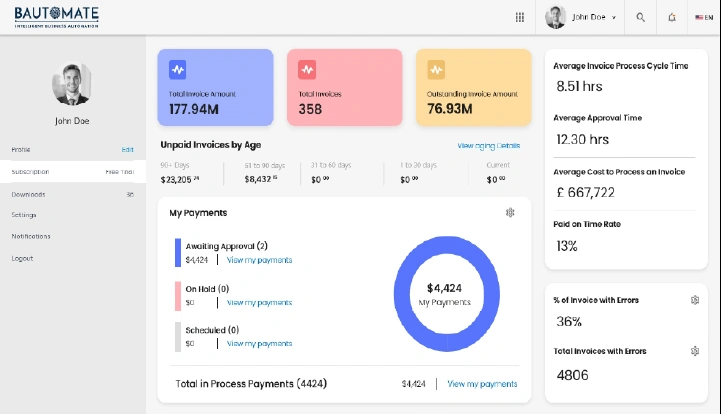 BAUTOMATE
INTELLIGENT BUSINESS AUTOMATION
John Doe
EN
John Doe
Profile Edit
Subscription Free Trial
Downloads 36
Settings
Notifications
Logout
Total Invoice Amount
177.94M
Total Invoices
358
Outstanding Invoice Amount
76.93M
Unpaid Invoices by Age View aging Details
90+ Days
$23,205
61 to 90 days
$8,432
31 to 60 days
$0 00
1 to 30 days
$0 00
Current
$0 00
My Payments
Awaiting Approval (2)
$4,424 View my payments
On Hold (0)
$0 View my payments
Scheduled (0)
$0 View my payments
$4,424
My Payments
Total in Process Payments (4424) $4,424 View my payments
Average Invoice Process Cycle Time
8.51 hrs
Average Approval Time
12.30 hrs
Average Cost to Process an Invoice
£ 667,722
Paid on Time Rate
13%
% of Invoice with Errors
36%
Total Invoices with Errors
4806